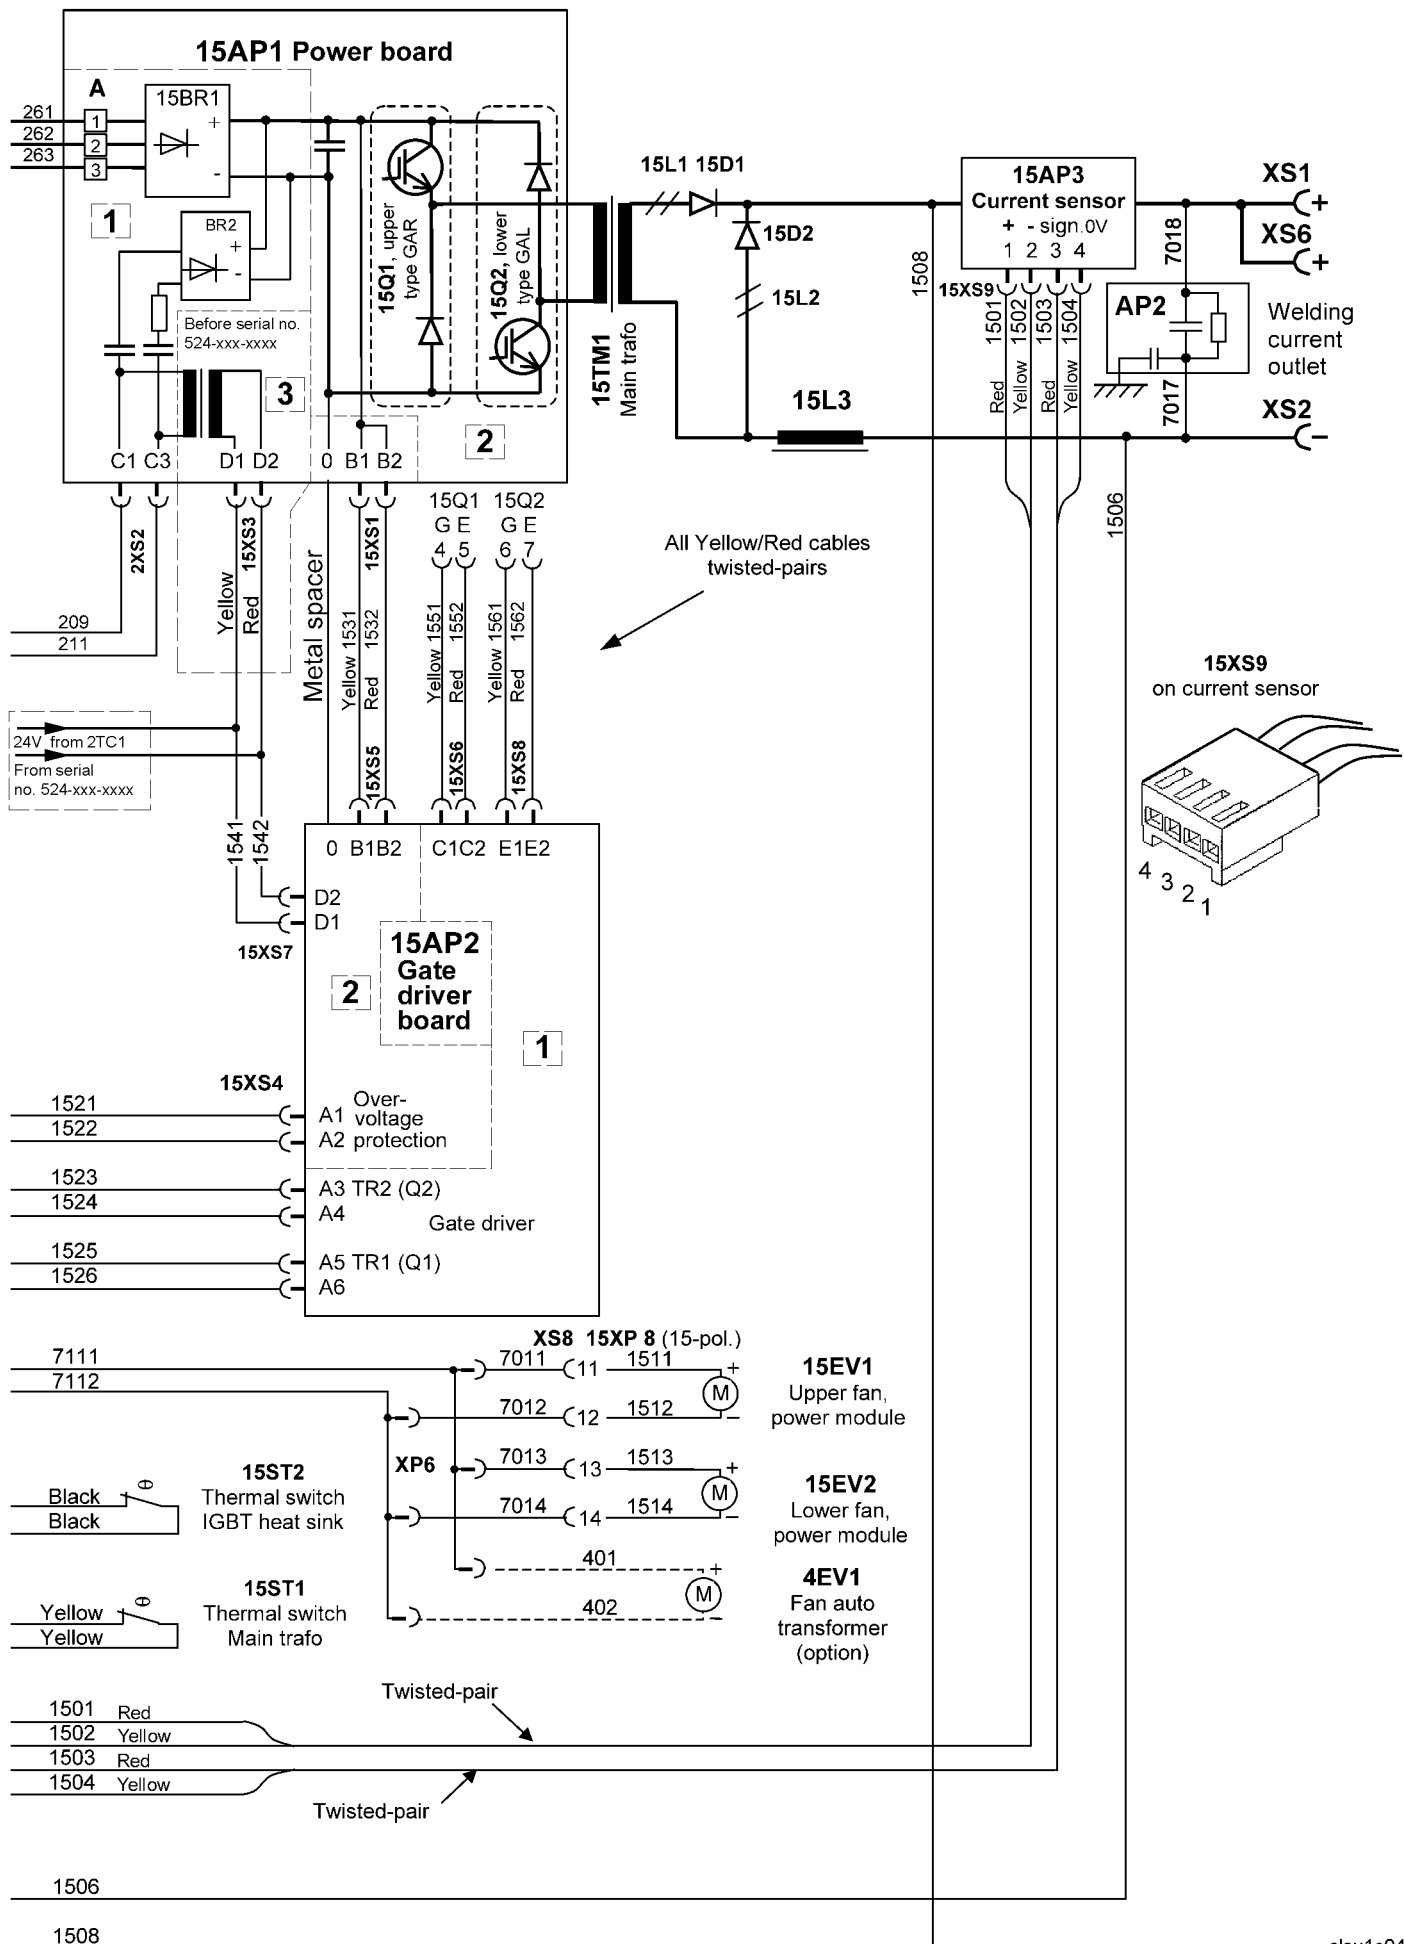 15AP1 Power board
A
15BR1
261
262
263
1
2
3
+
-
1
BR2
+
-
Before serial no.
524-xxx-xxxx
3
15Q1, upper
type GAR
15Q2, lower
type GAL
2
C1 C3 D1 D2 0 B1 B2
15TM1
Main trafo
15L1 15D1
15D2
15L2
15L3
1508
15AP3
Current sensor
+ - sign.0V
1 2 3 4
15XS9
1501
1502
1503
1504
Red
Yellow
Red
Yellow
7018
AP2
7017
XS1
+
XS6
+
Welding
current
outlet
XS2
-
1506
2XS2
15XS3
Yellow
Red
209
211
Metal spacer
15XS1
15Q1 15Q2
G E G E
4 5 6 7
Yellow 1531
Red 1532
Yellow 1551
Red 1552
Yellow 1561
Red 1562
15XS5
15XS6
15XS8
All Yellow/Red cables
twisted-pairs
24V from 2TC1
From serial
no. 524-xxx-xxxx
1541
1542
15XS9
on current sensor
4 3 2 1
0 B1B2 C1C2 E1E2
D2
D1
15XS7
15AP2
Gate
driver
board
2
1
15XS4
1521
1522
1523
1524
1525
1526
A1 Over-
voltage
A2 protection
A3 TR2 (Q2)
A4
Gate driver
A5 TR1 (Q1)
A6
XS8 15XP 8 (15-pol.)
7111
7112
7011 11 1511
+
M
-
7012 12 1512
15EV1
Upper fan,
power module
XP6
7013 13 1513
+
M
-
7014 14 1514
15EV2
Lower fan,
power module
401
+
M
-
402
4EV1
Fan auto
transformer
(option)
Black
Black
θ
15ST2
Thermal switch
IGBT heat sink
Yellow
Yellow
θ
15ST1
Thermal switch
Main trafo
Twisted-pair
1501 Red
1502 Yellow
1503 Red
1504 Yellow
Twisted-pair
1506
1508